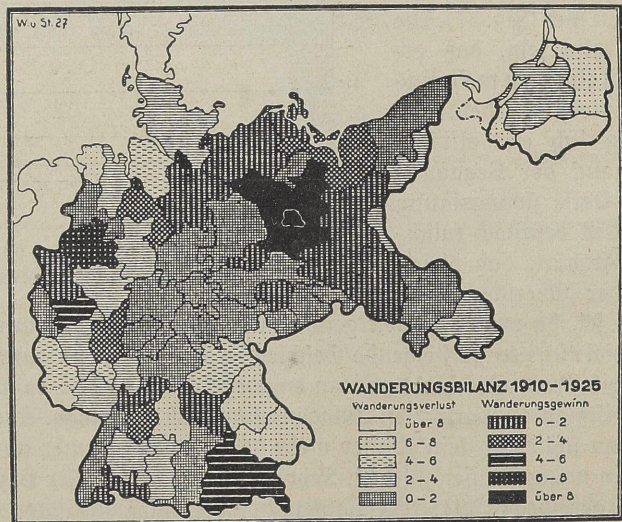 W.u.St.27
WANDERUNGSBILANZ 1910-1925
Wanderungsverlust Wanderungsgewinn
über 8 0-2
6-8 2-4
4-6 4-6
2-4 6-8
0-2 über 8